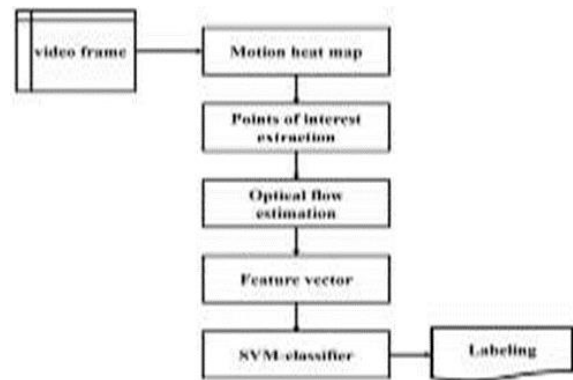 video frame
Motion heat map
Points of interest
extraction
Optical flow
estimation
Feature vector
SVM-classifier
Labeling